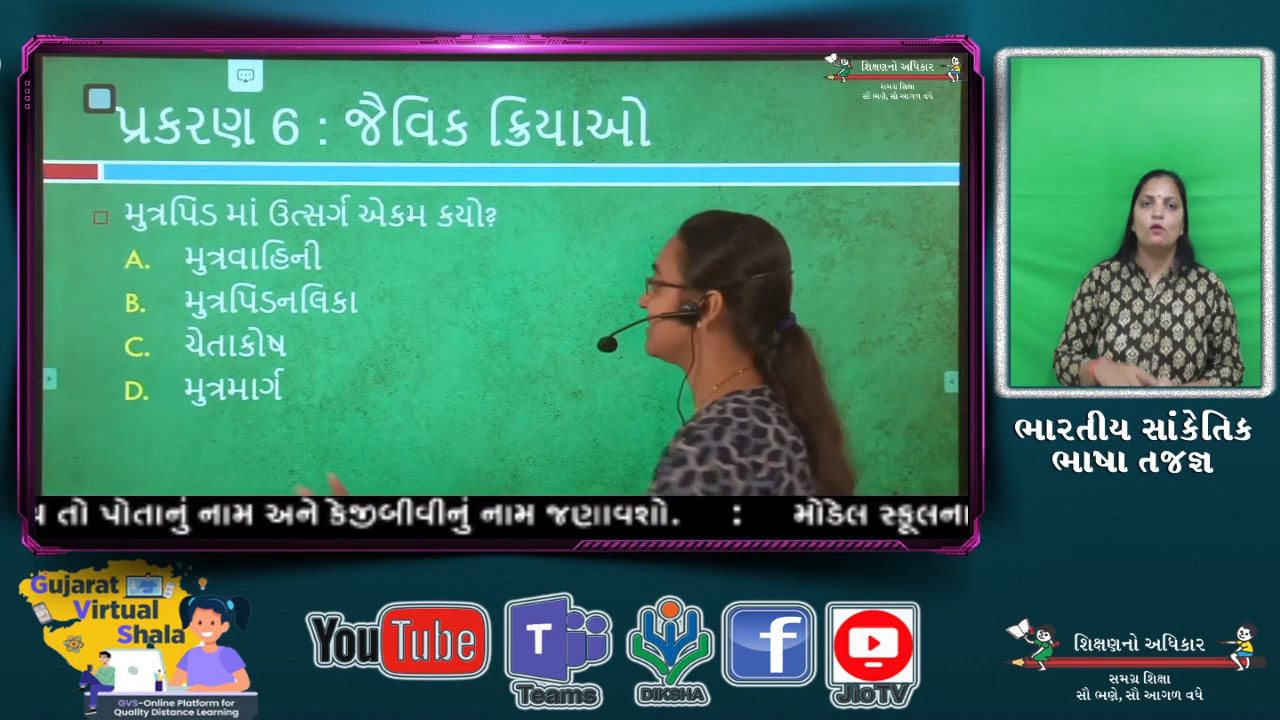 શિક્ષણનો અધિકાર
સમગ્ર શિક્ષા
સૌ ભણે, સૌ આગળ વધે
પ્રકરણ 6 : જૈવિક ક્રિયાઓ
મુત્રપિંડ માં ઉત્સર્ગ એકમ કયો?
A. મુત્રવાહિની
B. મુત્રપિંડનલિકા
C. ચેતાકોષ
D. મુત્રમાર્ગ
તો પોતાનું નામ અને કેજીબીવીનું નામ જણાવશો. : મોડેલ સ્કૂલના
ભારતીય સાંકેતિક
ભાષા તજજ્ઞ
Gujarat
Virtual
Shala
GVS-Online Platform for
Quality Distance Learning
YouTube
T
Teams
DIKSHA
f
JioTV
શિક્ષણનો અધિકાર
સમગ્ર શિક્ષા
સૌ ભણે, સૌ આગળ વધે